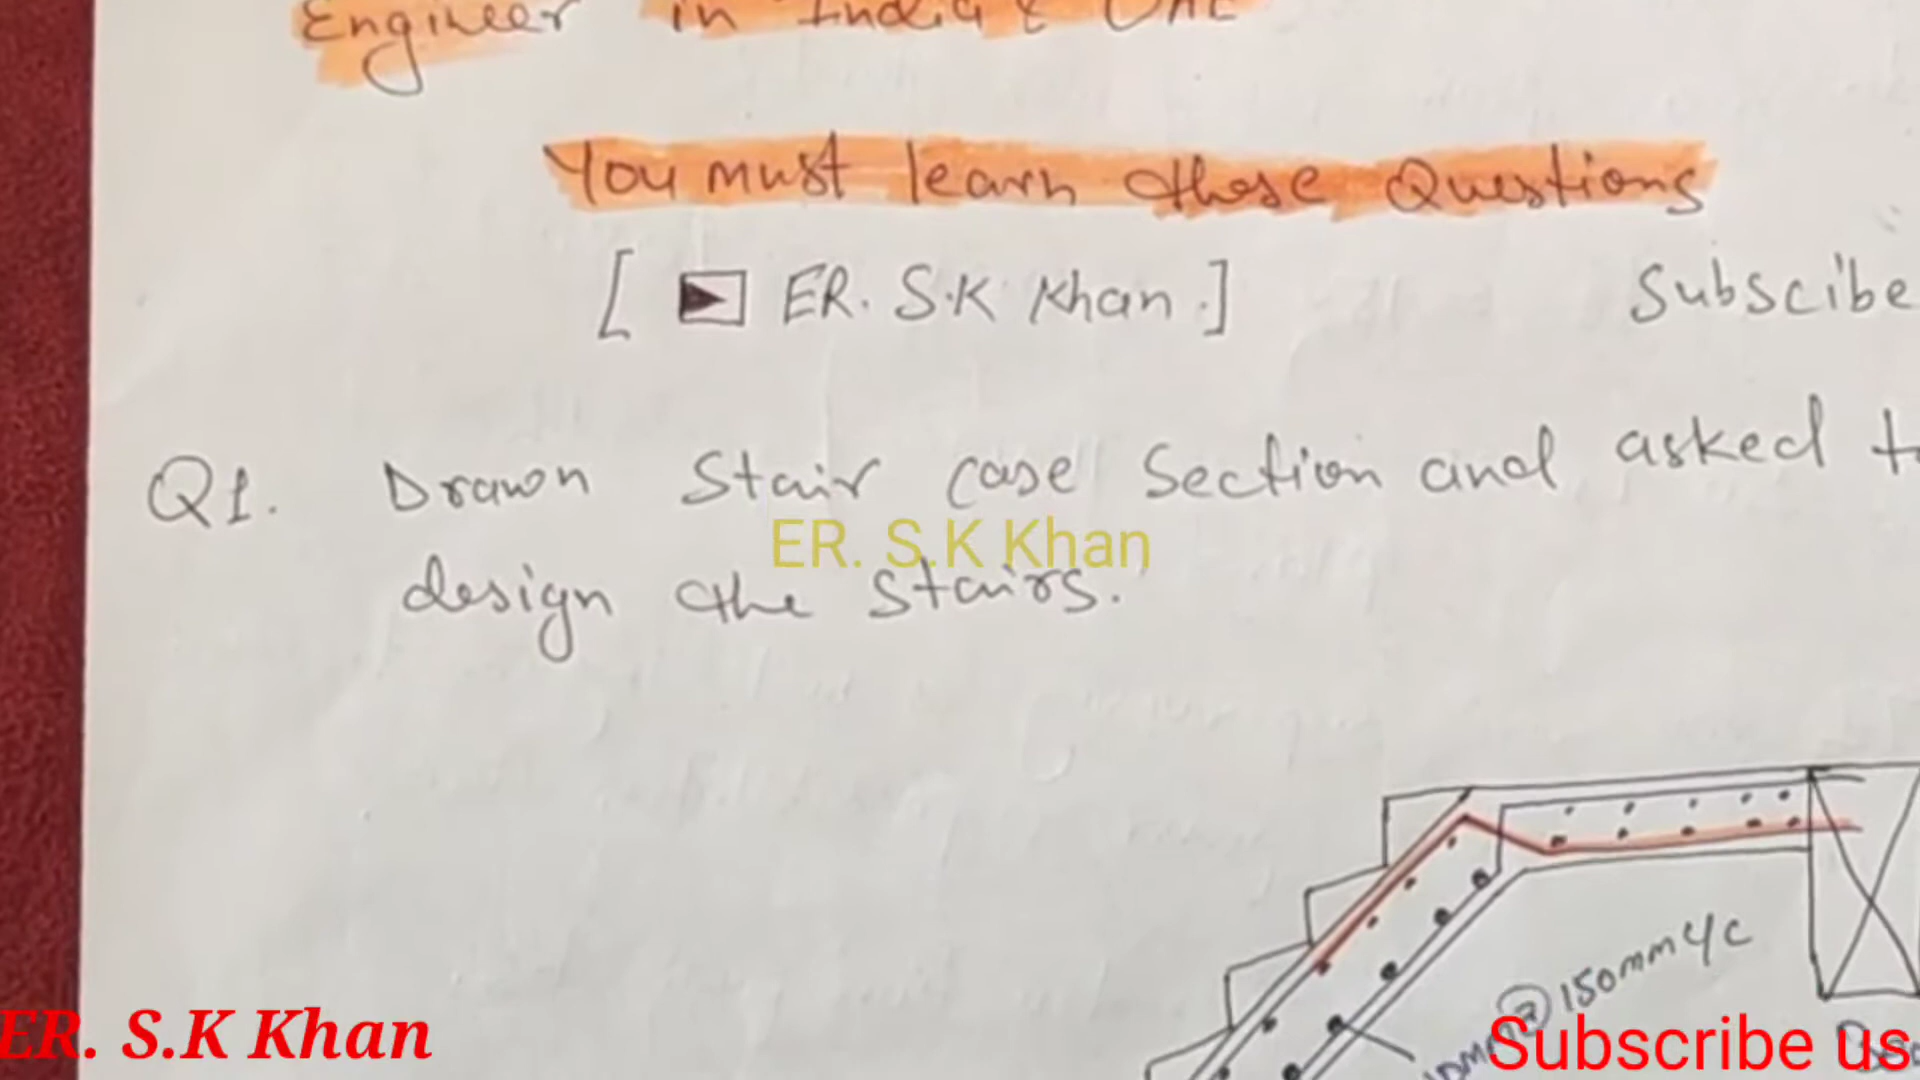 Engineer in India & UAE
You must learn these Questions
[ ▶ ER. S.K Khan.]
Subscibe
Q1. Drawn Stair case Section and asked to
ER. S.K Khan
design the stairs.
@ 150mm c/c
ER. S.K Khan
Subscribe us